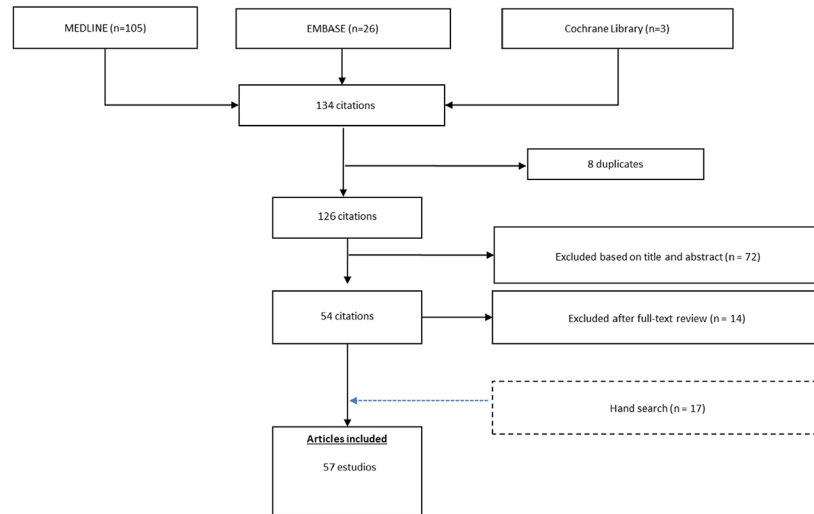 MEDLINE (n=105)
EMBASE (n=26)
Cochrane Library (n=3)
134 citations
8 duplicates
126 citations
Excluded based on title and abstract (n = 72)
54 citations
Excluded after full-text review (n = 14)
Hand search (n = 17)
Articles included
57 estudios